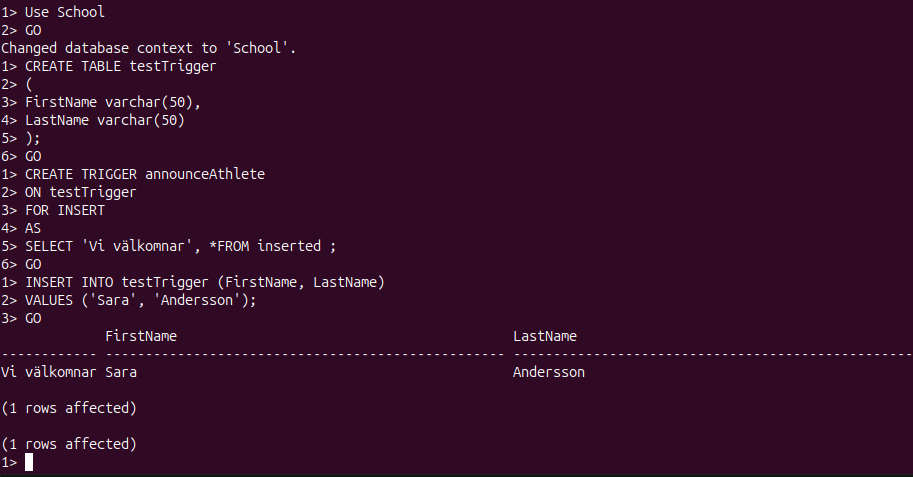 1> Use School
2> GO
Changed database context to 'School'.
1> CREATE TABLE testTrigger
2> (
3> FirstName varchar(50),
4> LastName varchar(50)
5> );
6> GO
1> CREATE TRIGGER announceAthlete
2> ON testTrigger
3> FOR INSERT
4> AS
5> SELECT 'Vi välkomnar', *FROM inserted ;
6> GO
1> INSERT INTO testTrigger (FirstName, LastName)
2> VALUES ('Sara', 'Andersson');
3> GO
             FirstName                                          LastName
------------ -------------------------------------------------- --------------------------------------------------
Vi välkomnar Sara                                               Andersson

(1 rows affected)

(1 rows affected)
1>